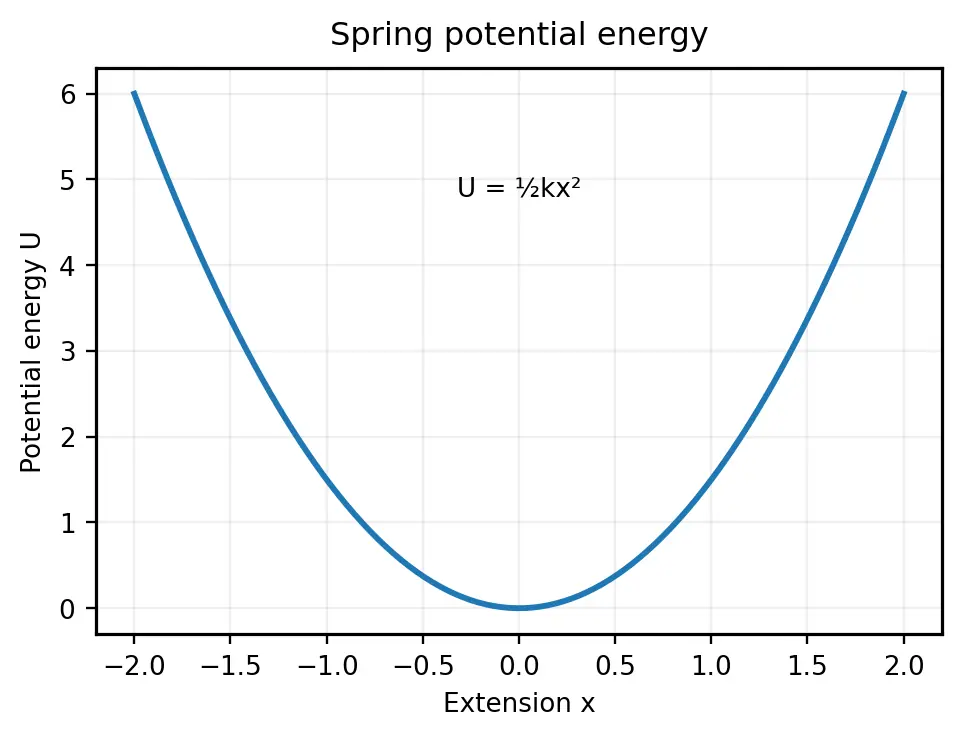 Spring potential energy
6
5
U = ½kx²
4
3
2
1
0
Potential energy U
−2.0 −1.5 −1.0 −0.5 0.0 0.5 1.0 1.5 2.0
Extension x